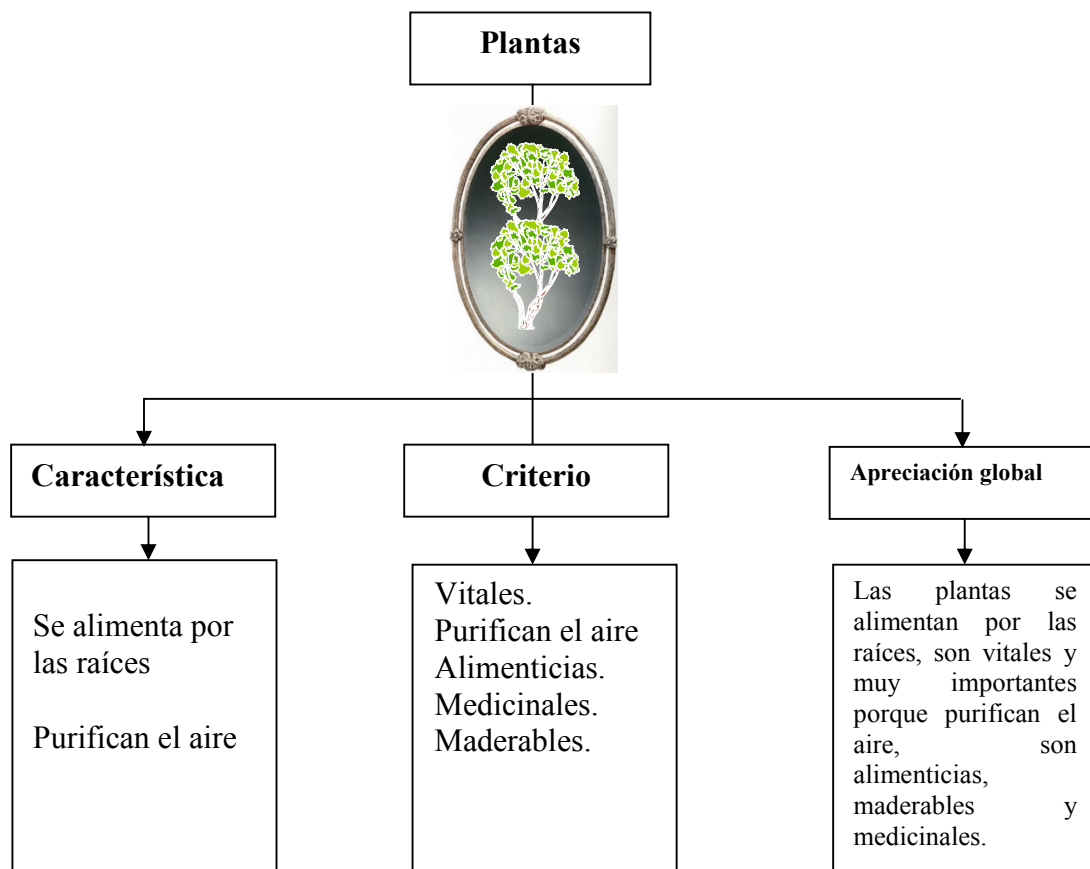 Plantas
Característica
Criterio
Apreciación global
Se alimenta por
las raíces
Purifican el aire
Vitales.
Purifican el aire
Alimenticias.
Medicinales.
Maderables.
Las plantas se
alimentan por las
raíces, son vitales y
muy importantes
porque purifican el
aire, son
alimenticias,
maderables y
medicinales.